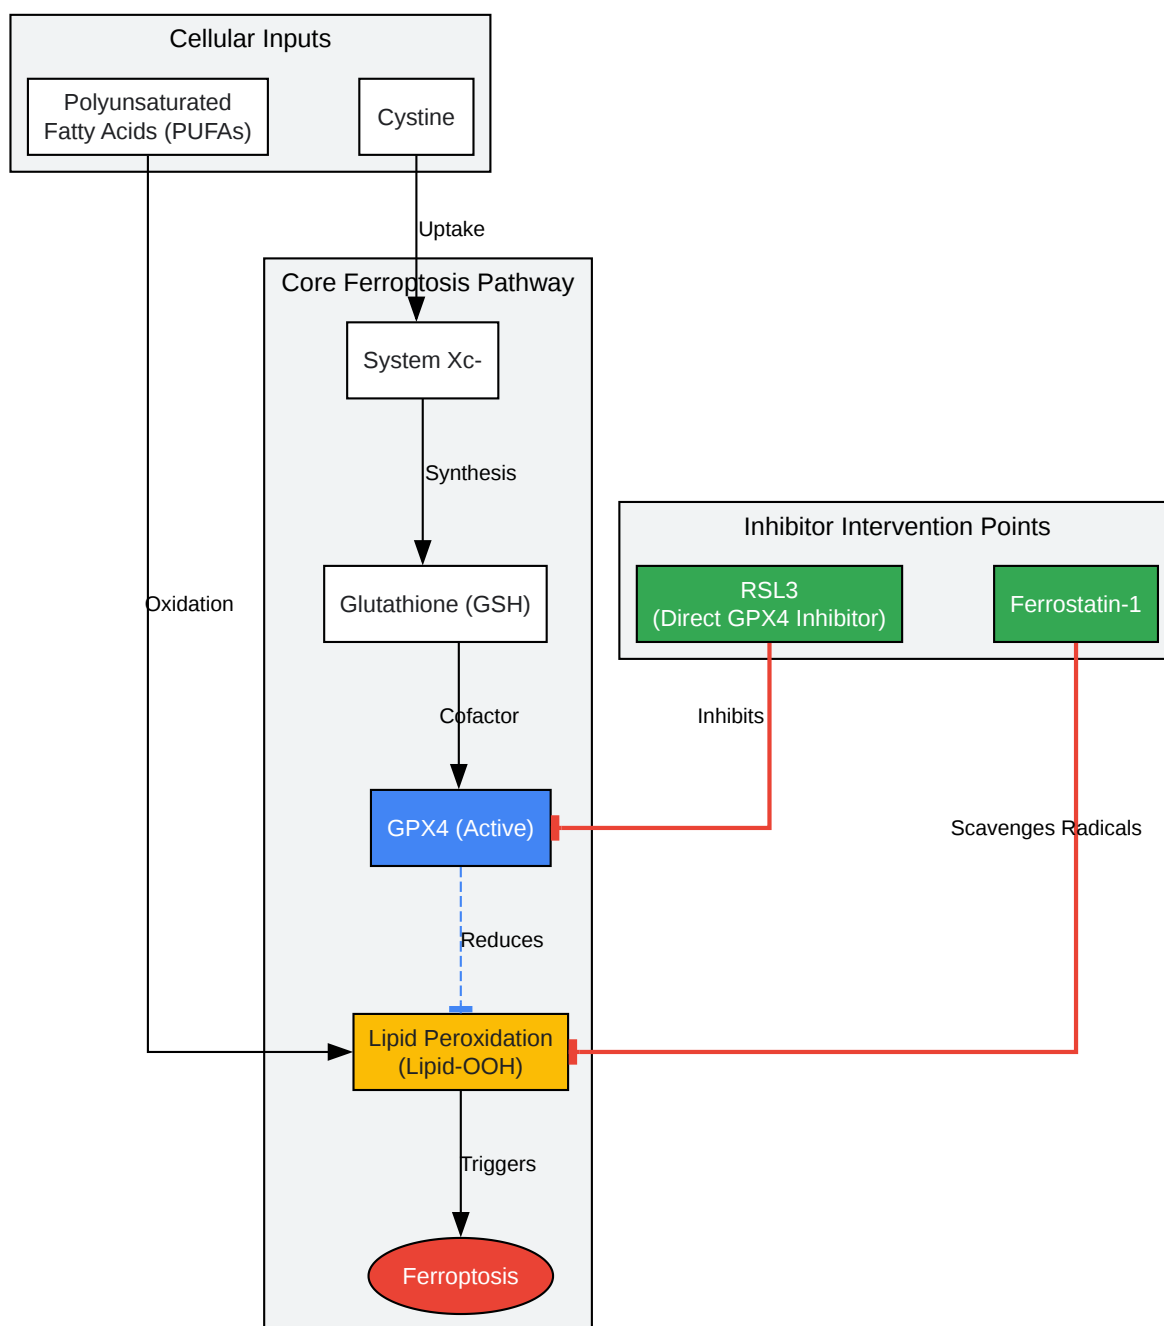 Cellular Inputs
Polyunsaturated
Fatty Acids (PUFAs)
Cystine
Uptake
Core Ferroptosis Pathway
System Xc-
Synthesis
Inhibitor Intervention Points
RSL3
(Direct GPX4 Inhibitor)
Ferrostatin-1
Oxidation
Glutathione (GSH)
Cofactor
Inhibits
GPX4 (Active)
Scavenges Radicals
Reduces
Lipid Peroxidation
(Lipid-OOH)
Triggers
Ferroptosis